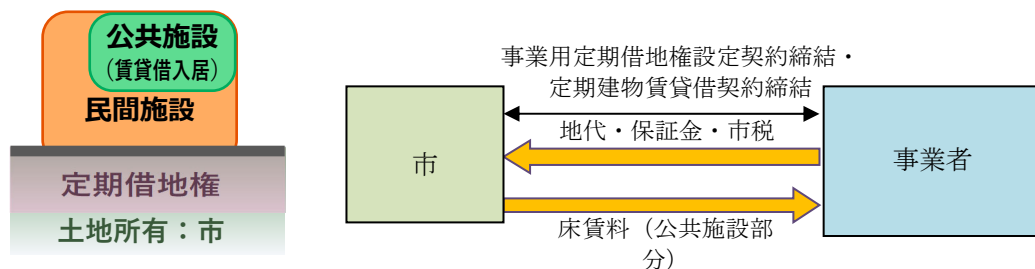 公共施設
（賃貸借入居）
民間施設
定期借地権
土地所有：市
事業用定期借地権設定契約締結・
定期建物賃貸借契約締結
地代・保証金・市税
市
事業者
床賃料（公共施設部
分）